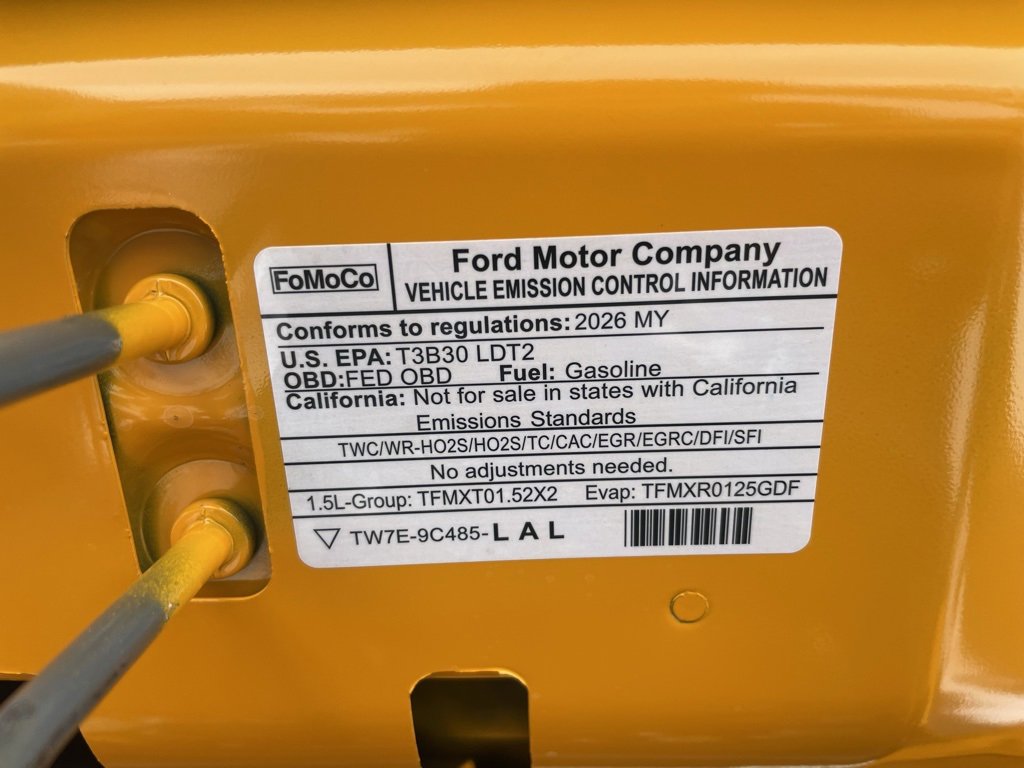 FoMoCo
Ford Motor Company
VEHICLE EMISSION CONTROL INFORMATION
Conforms to regulations: 2026 MY
U.S. EPA: T3B30 LDT2
OBD:FED OBD Fuel: Gasoline
California: Not for sale in states with California
Emissions Standards
TWC/WR-HO2S/HO2S/TC/CAC/EGR/EGRC/DFI/SFI
No adjustments needed.
1.5L-Group: TFMXT01.52X2 Evap: TFMXR0125GDF
TW7E-9C485-LAL